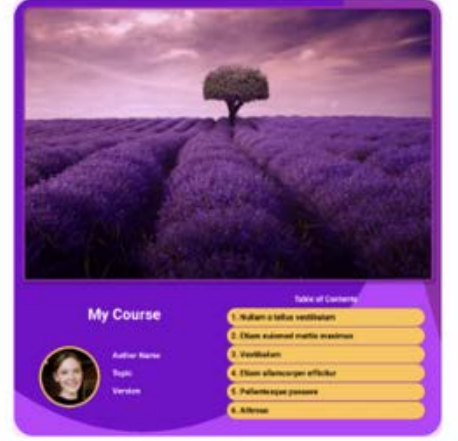 My Course
Author Name
Topic
Version
Table of Contents
1. Nullam a tellus vestibulum
2. Etiam euismod mattis maximus
3. Vestibulum
4. Etiam ullamcorper efficitur
5. Pellentesque posuere
6. Altrous